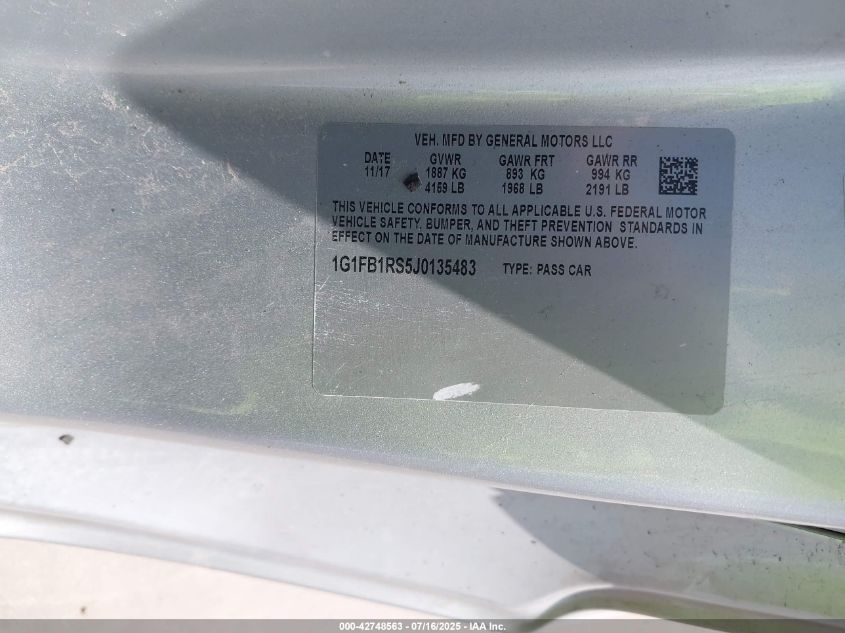 VEH. MFD BY GENERAL MOTORS LLC
DATE GVWR GAWR FRT GAWR RR
11/17 1887 KG 893 KG 994 KG
4159 LB 1968 LB 2191 LB
THIS VEHICLE CONFORMS TO ALL APPLICABLE U.S. FEDERAL MOTOR
VEHICLE SAFETY, BUMPER, AND THEFT PREVENTION STANDARDS IN
EFFECT ON THE DATE OF MANUFACTURE SHOWN ABOVE.
1G1FB1RS5J0135483 TYPE: PASS CAR
000-42748563 - 07/16/2025 - IAA Inc.